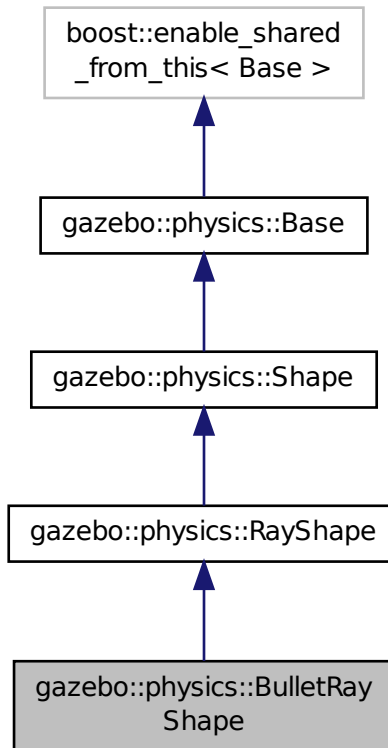 boost::enable_shared
_from_this< Base >
gazebo::physics::Base
gazebo::physics::Shape
gazebo::physics::RayShape
gazebo::physics::BulletRay
Shape